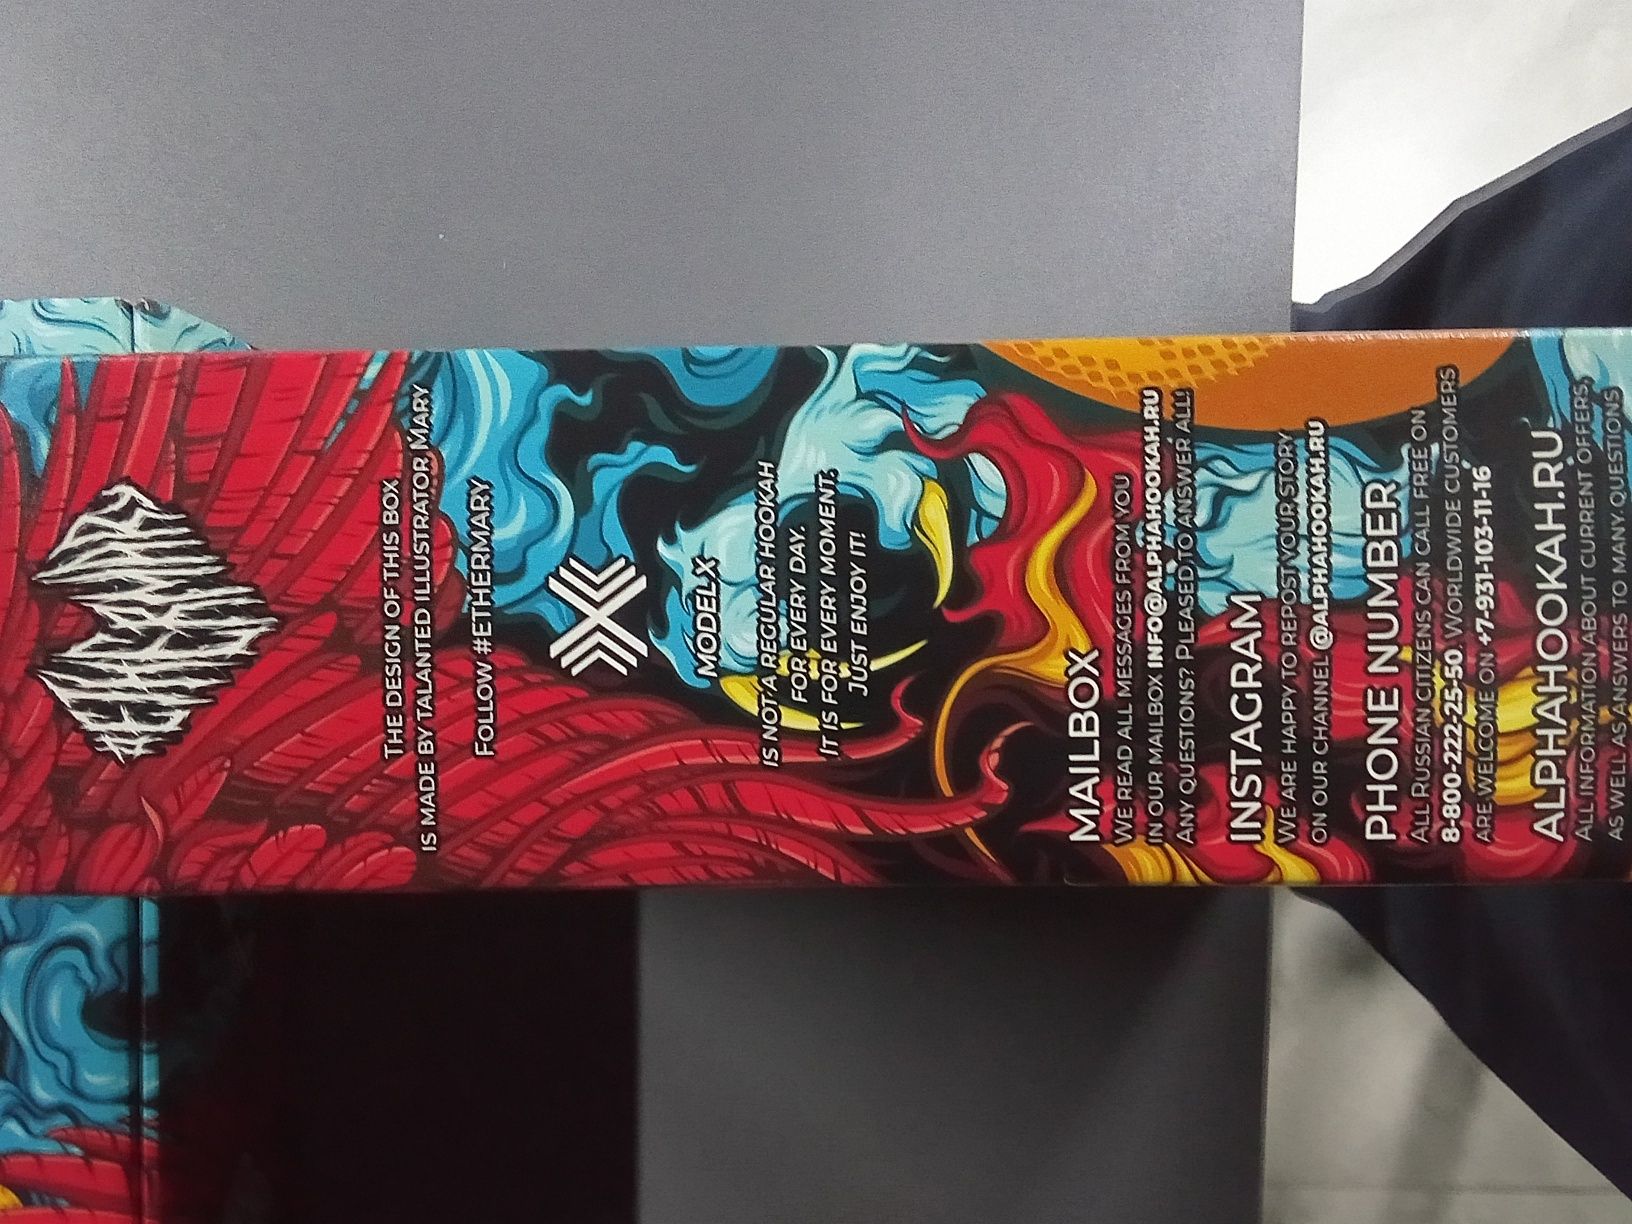 THE DESIGN OF THIS BOX
IS MADE BY TALANTED ILLUSTRATOR MARY
FOLLOW #ETHERMARY
MODELX
IS NOT A REGULAR HOOKAH
FOR EVERY DAY.
IT IS FOR EVERY MOMENT.
JUST ENJOY IT!
MAILBOX
WE READ ALL MESSAGES FROM YOU
IN OUR MAILBOX INFO@ALPHAHOOKAH.RU
ANY QUESTIONS? PLEASED TO ANSWER ALL!
INSTAGRAM
WE ARE HAPPY TO REPOST YOUR STORY
ON OUR CHANNEL @ALPHAHOOKAH.RU
PHONE NUMBER
ALL RUSSIAN CITIZENS CAN CALL FREE ON
8-800-222-25-50. WORLDWIDE CUSTOMERS
ARE WELCOME ON +7-931-103-11-16
ALPHAHOOKAH.RU
ALL INFORMATION ABOUT CURRENT OFFERS,
AS WELL AS ANSWERS TO MANY QUESTIONS